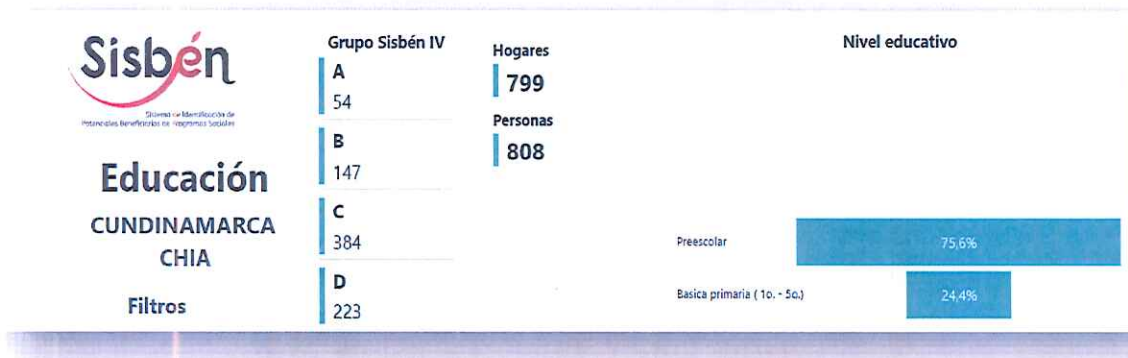 Sisbén
Sistema de Identificación de
Potenciales Beneficiarios de Programas Sociales
Educación
CUNDINAMARCA
CHIA
Filtros
Grupo Sisbén IV
A
54
B
147
C
384
D
223
Hogares
799
Personas
808
Nivel educativo
Preescolar
75,6%
Basica primaria ( 1o. - 5o.)
24,4%